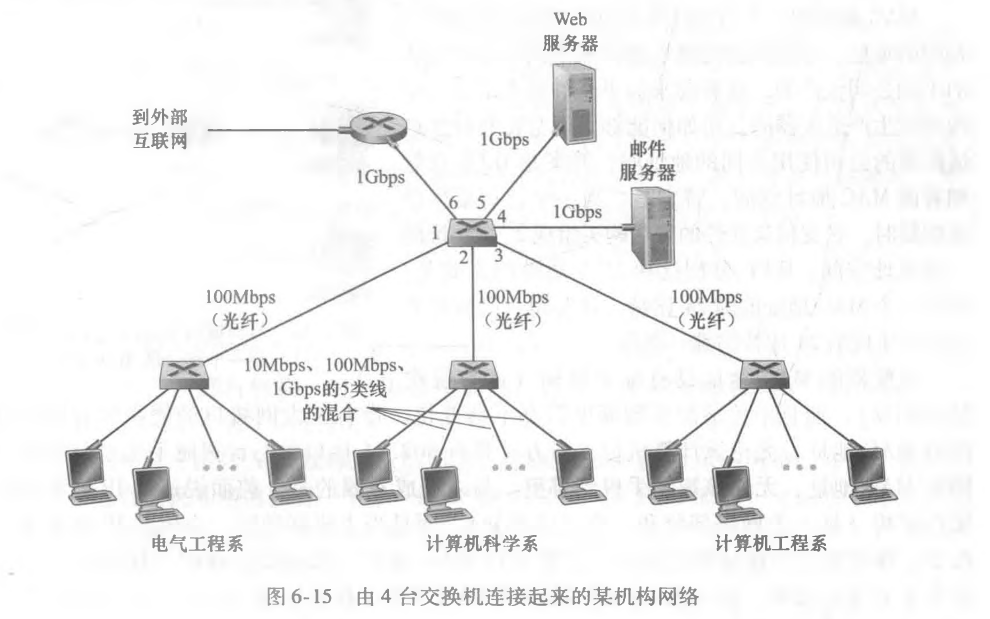 Web
服务器
到外部
互联网
1Gbps
邮件
服务器
1Gbps
6
5
4
1Gbps
1
2
3
100Mbps
（光纤）
100Mbps
（光纤）
100Mbps
（光纤）
10Mbps、100Mbps、
1Gbps的5类线
的混合
电气工程系
计算机科学系
计算机工程系
图 6-15 由 4 台交换机连接起来的某机构网络